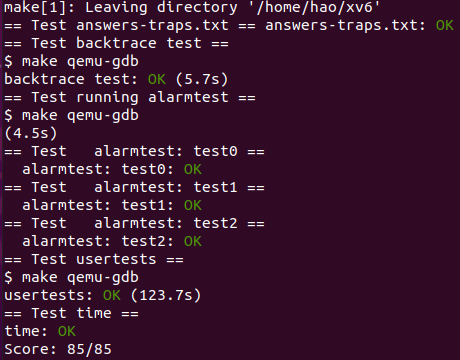 make[1]: Leaving directory '/home/hao/xv6'
== Test answers-traps.txt == answers-traps.txt: OK
== Test backtrace test ==
$ make qemu-gdb
backtrace test: OK (5.7s)
== Test running alarmtest ==
$ make qemu-gdb
(4.5s)
== Test   alarmtest: test0 ==
  alarmtest: test0: OK
== Test   alarmtest: test1 ==
  alarmtest: test1: OK
== Test   alarmtest: test2 ==
  alarmtest: test2: OK
== Test usertests ==
$ make qemu-gdb
usertests: OK (123.7s)
== Test time ==
time: OK
Score: 85/85